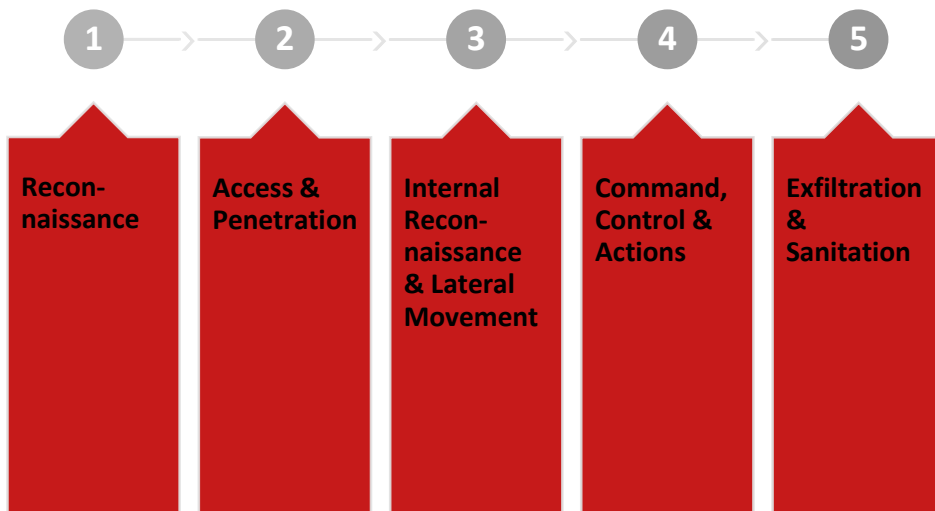 1
2
3
4
5
Recon-
naissance
Access &
Penetration
Internal
Recon-
naissance
& Lateral
Movement
Command,
Control &
Actions
Exfiltration
&
Sanitation